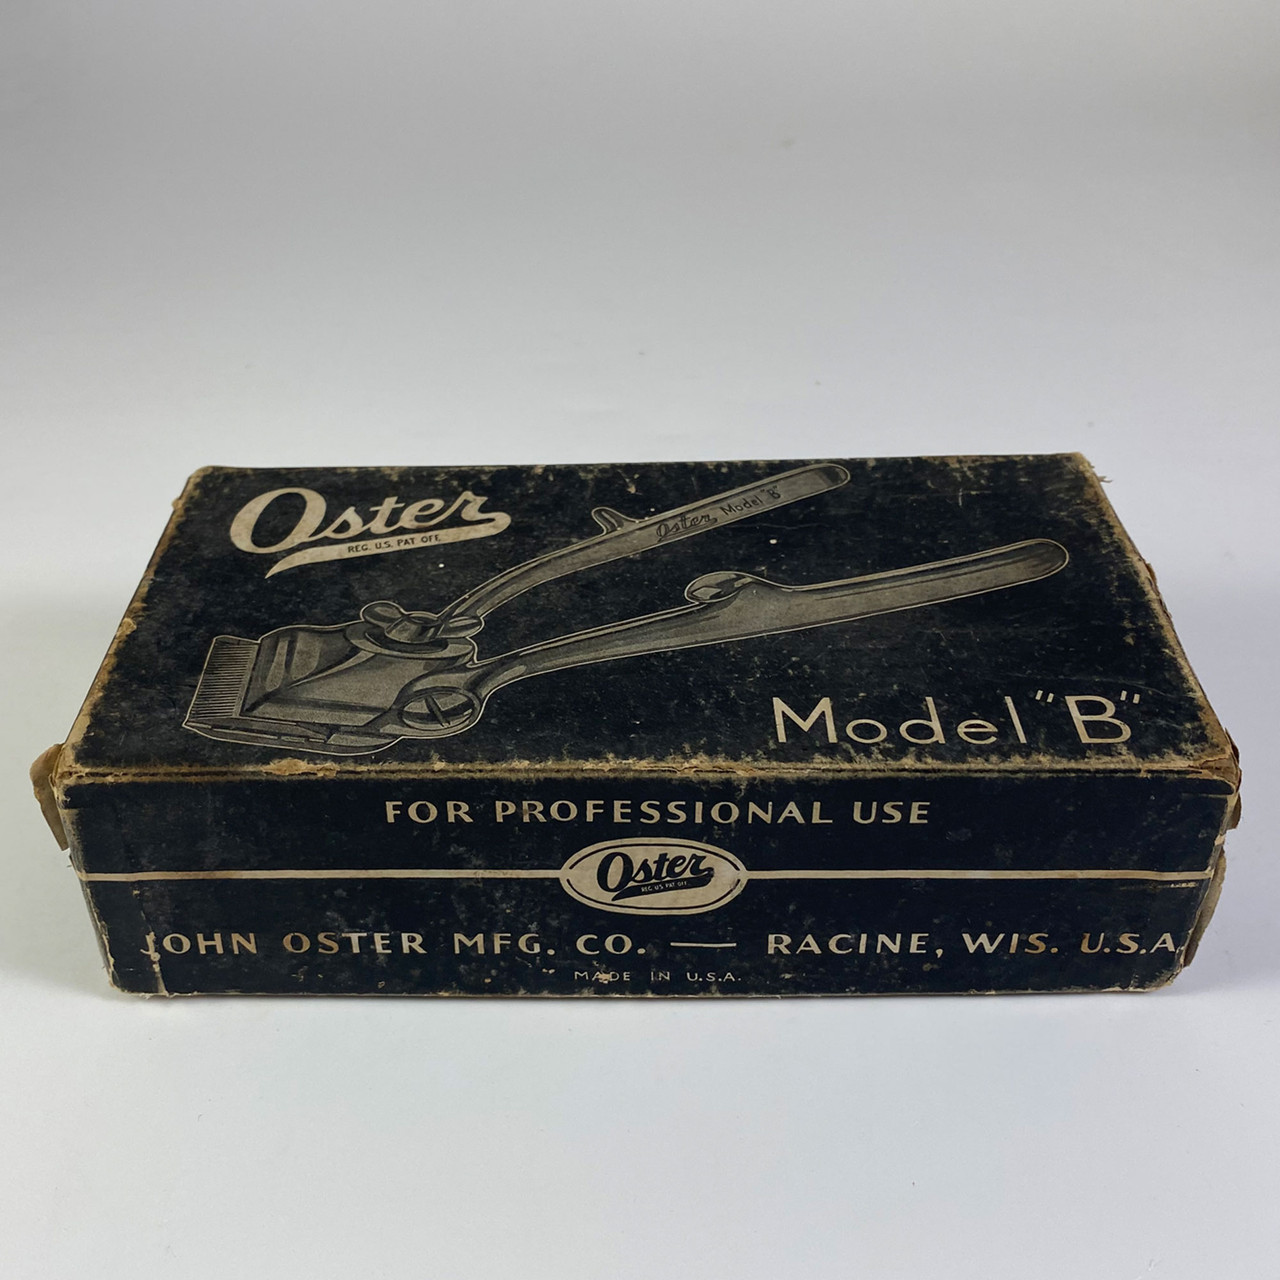 Oster
REG. U.S. PAT. OFF.
Oster Model "B"
Model "B"
FOR PROFESSIONAL USE
Oster
REG. U.S. PAT. OFF.
JOHN OSTER MFG. CO. — RACINE, WIS. U.S.A.
MADE IN U.S.A.